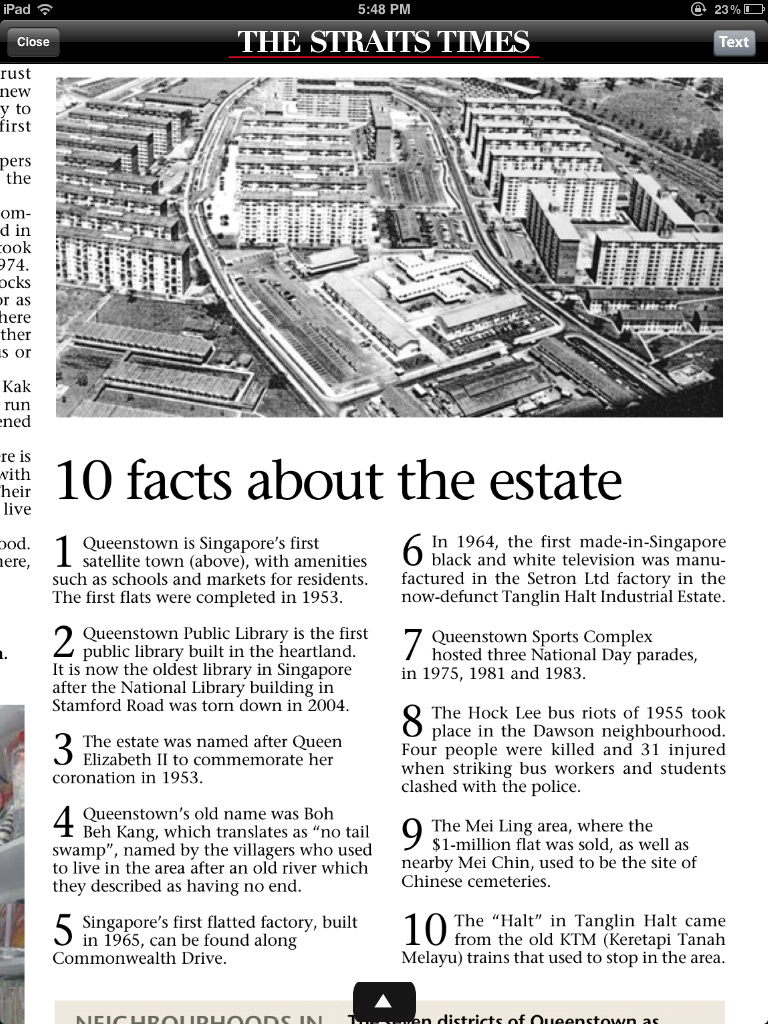 iPad
5:48 PM
23%
Close
THE STRAITS TIMES
Text
rust
new
y to
first
pers
the
om-
d in
took
974.
ocks
or as
here
ther
us or
Kak
run
ened
ere is
with
heir
live
ood.
here,
10 facts about the estate
1 Queenstown is Singapore's first
satellite town (above), with amenities
such as schools and markets for residents.
The first flats were completed in 1953.
2 Queenstown Public Library is the first
public library built in the heartland.
It is now the oldest library in Singapore
after the National Library building in
Stamford Road was torn down in 2004.
3 The estate was named after Queen
Elizabeth II to commemorate her
coronation in 1953.
4 Queenstown's old name was Boh
Beh Kang, which translates as “no tail
swamp”, named by the villagers who used
to live in the area after an old river which
they described as having no end.
5 Singapore's first flatted factory, built
in 1965, can be found along
Commonwealth Drive.
6 In 1964, the first made-in-Singapore
black and white television was manu-
factured in the Setron Ltd factory in the
now-defunct Tanglin Halt Industrial Estate.
7 Queenstown Sports Complex
hosted three National Day parades,
in 1975, 1981 and 1983.
8 The Hock Lee bus riots of 1955 took
place in the Dawson neighbourhood.
Four people were killed and 31 injured
when striking bus workers and students
clashed with the police.
9 The Mei Ling area, where the
$1-million flat was sold, as well as
nearby Mei Chin, used to be the site of
Chinese cemeteries.
10 The “Halt” in Tanglin Halt came
from the old KTM (Keretapi Tanah
Melayu) trains that used to stop in the area.
NEIGHBOURHOODS IN
The seven districts of Queenstown as